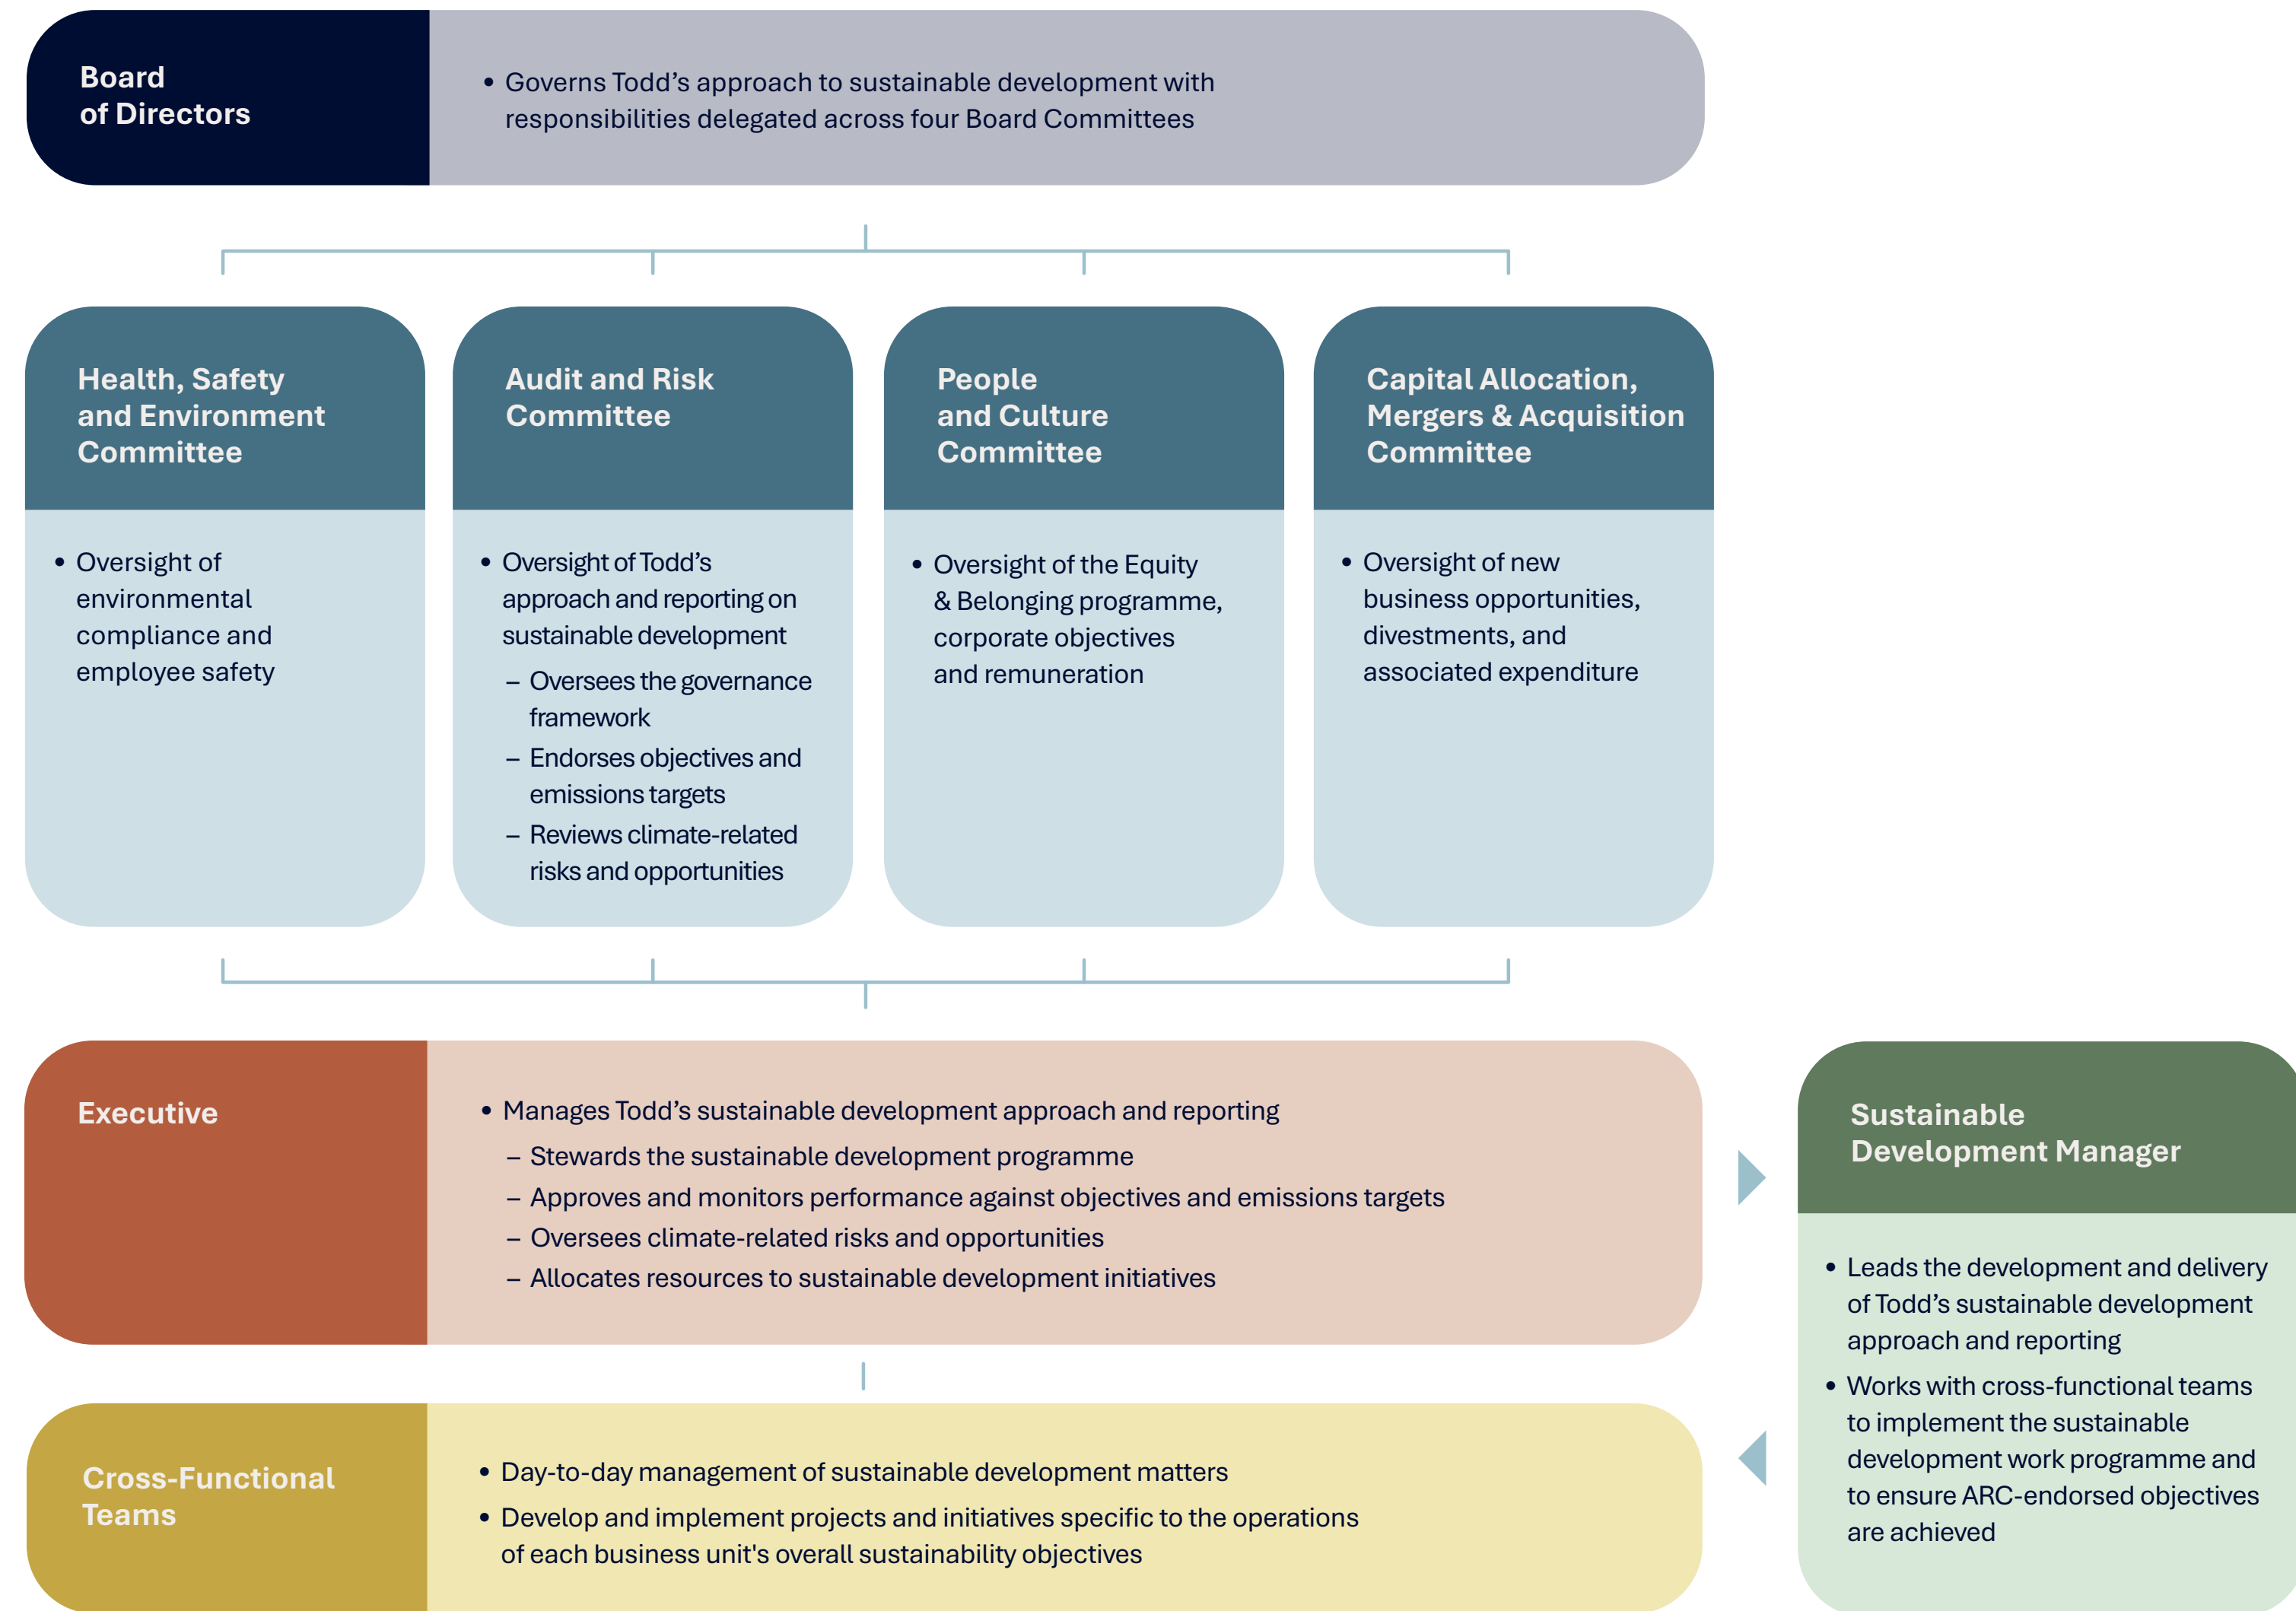 Board
of Directors
• Governs Todd’s approach to sustainable development with
responsibilities delegated across four Board Committees
Health, Safety
and Environment
Committee
• Oversight of
environmental
compliance and
employee safety
Audit and Risk
Committee
• Oversight of Todd’s
approach and reporting on
sustainable development
– Oversees the governance
framework
– Endorses objectives and
emissions targets
– Reviews climate-related
risks and opportunities
People
and Culture
Committee
• Oversight of the Equity
& Belonging programme,
corporate objectives
and remuneration
Capital Allocation,
Mergers & Acquisition
Committee
• Oversight of new
business opportunities,
divestments, and
associated expenditure
Executive
• Manages Todd’s sustainable development approach and reporting
– Stewards the sustainable development programme
– Approves and monitors performance against objectives and emissions targets
– Oversees climate-related risks and opportunities
– Allocates resources to sustainable development initiatives
Sustainable
Development Manager
• Leads the development and delivery
of Todd’s sustainable development
approach and reporting
• Works with cross-functional teams
to implement the sustainable
development work programme and
to ensure ARC-endorsed objectives
are achieved
Cross-Functional
Teams
• Day-to-day management of sustainable development matters
• Develop and implement projects and initiatives specific to the operations
of each business unit's overall sustainability objectives